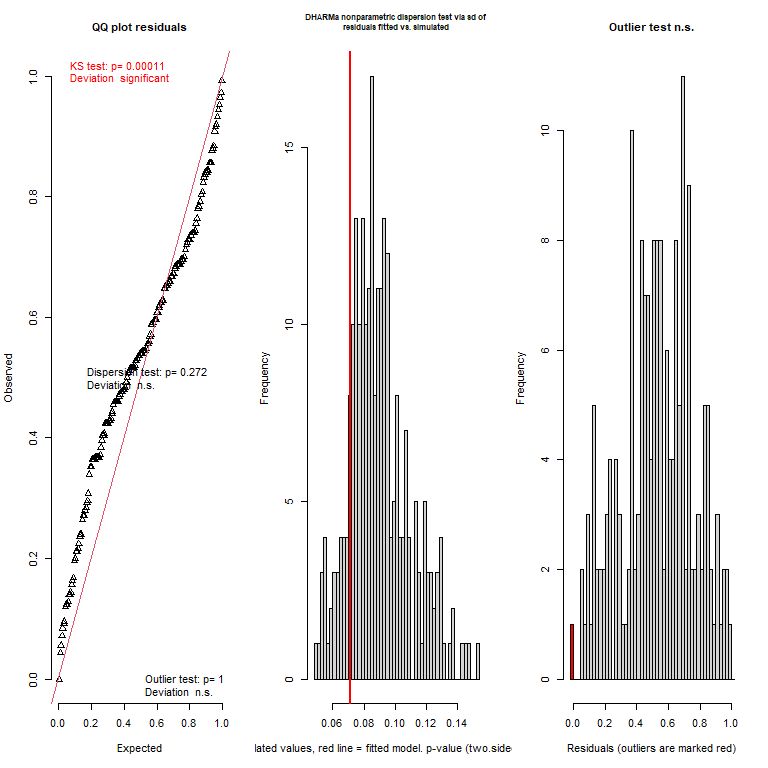 QQ plot residuals
KS test: p= 0.00011
Deviation  significant
Dispersion test: p= 0.272
Deviation  n.s.
Outlier test: p= 1
Deviation  n.s.
Observed
0.0 0.2 0.4 0.6 0.8 1.0
0.0 0.2 0.4 0.6 0.8 1.0
Expected
DHARMa nonparametric dispersion test via sd of
residuals fitted vs. simulated
Frequency
0 5 10 15
0.06 0.08 0.10 0.12 0.14
lated values, red line = fitted model. p-value (two.side
Outlier test n.s.
Frequency
0 2 4 6 8 10
0.0 0.2 0.4 0.6 0.8 1.0
Residuals (outliers are marked red)